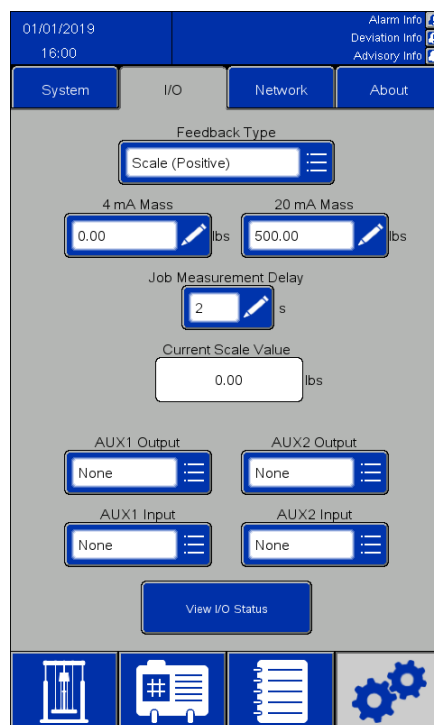 01/01/2019
16:00
Alarm Info
Deviation Info
Advisory Info
System
I/O
Network
About
Feedback Type
Scale (Positive)
4 mA Mass
20 mA Mass
0.00
lbs
500.00
lbs
Job Measurement Delay
2
s
Current Scale Value
0.00
lbs
AUX1 Output
AUX2 Output
None
None
AUX1 Input
AUX2 Input
None
None
View I/O Status
#